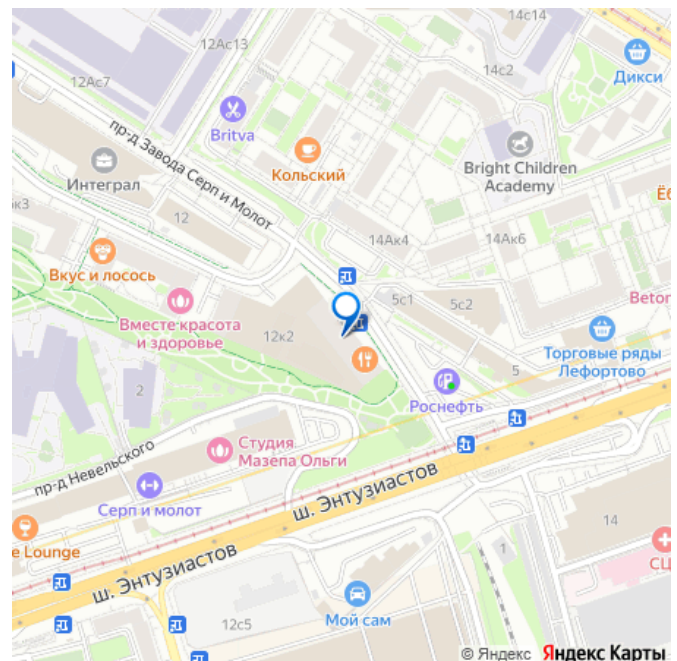 12Ас13
14с14
14с2
Дикси
12Ас7
Britva
пр-д Завода Серп и Молот
Кольский
Bright Children
Academy
Интеграл
12
14Ак4
14Ак6
Вкус и лосось
5с1
5с2
Beton
Вместе красота
и здоровье
12к2
Торговые ряды
Лефортово
5
2
Роснефть
Студия
Мазепа Ольги
пр-д Невельского
Серп и молот
ш. Энтузиастов
14
e Lounge
1
ш. Энтузиастов
СЦ
12с5
Мой сам
© Яндекс Яндекс Карты